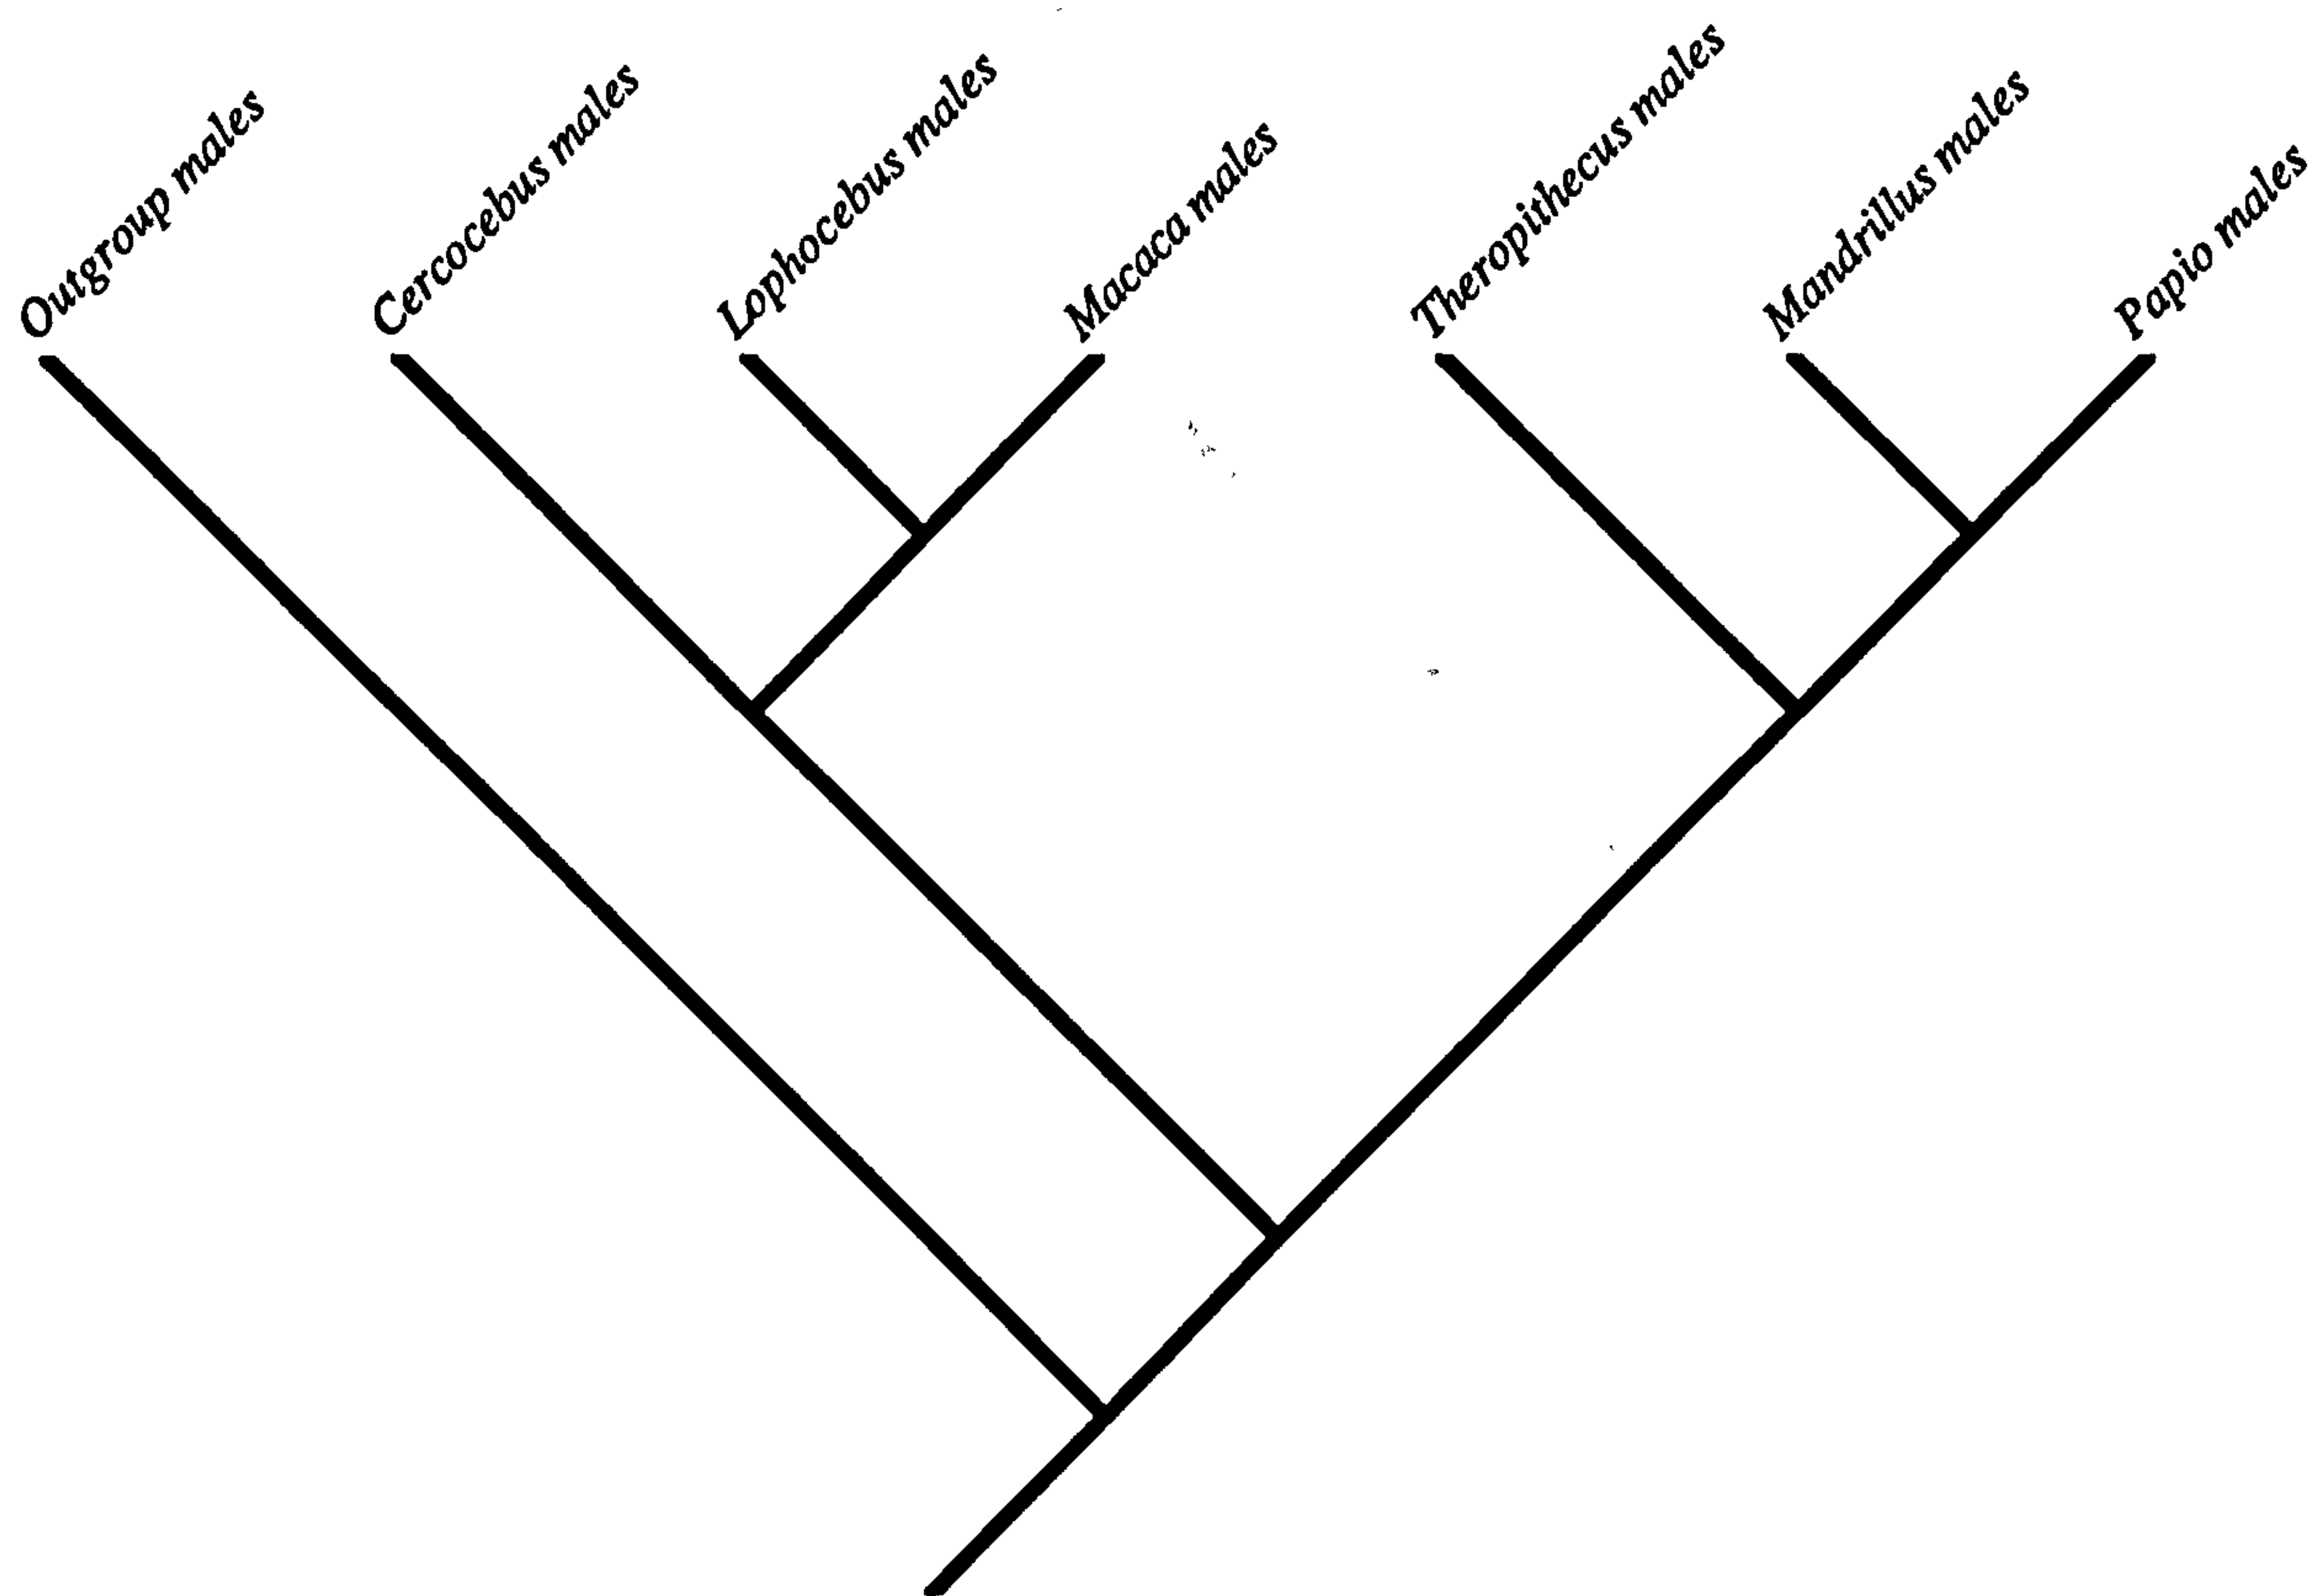 Outgroup males
Cercocebus males
Lophocebus males
Macaca males
Theropithecus males
Mandrillus males
Papio males